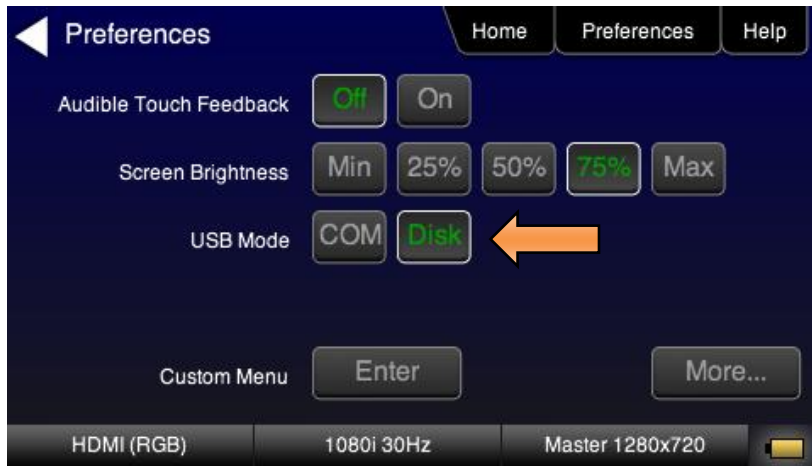 Preferences Home Preferences Help
Audible Touch Feedback Off On
Screen Brightness Min 25% 50% 75% Max
USB Mode COM Disk
Custom Menu Enter More...
HDMI (RGB) 1080i 30Hz Master 1280x720